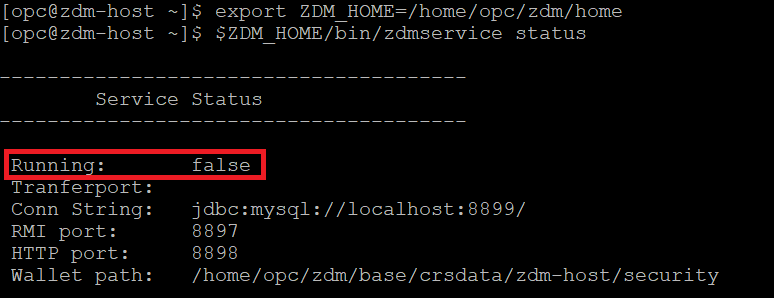 [opc@zdm-host ~]$ export ZDM_HOME=/home/opc/zdm/home
[opc@zdm-host ~]$ $ZDM_HOME/bin/zdmservice status
---------------------------------------
Service Status
---------------------------------------
Running: false
Tranferport:
Conn String: jdbc:mysql://localhost:8899/
RMI port: 8897
HTTP port: 8898
Wallet path: /home/opc/zdm/base/crsdata/zdm-host/security